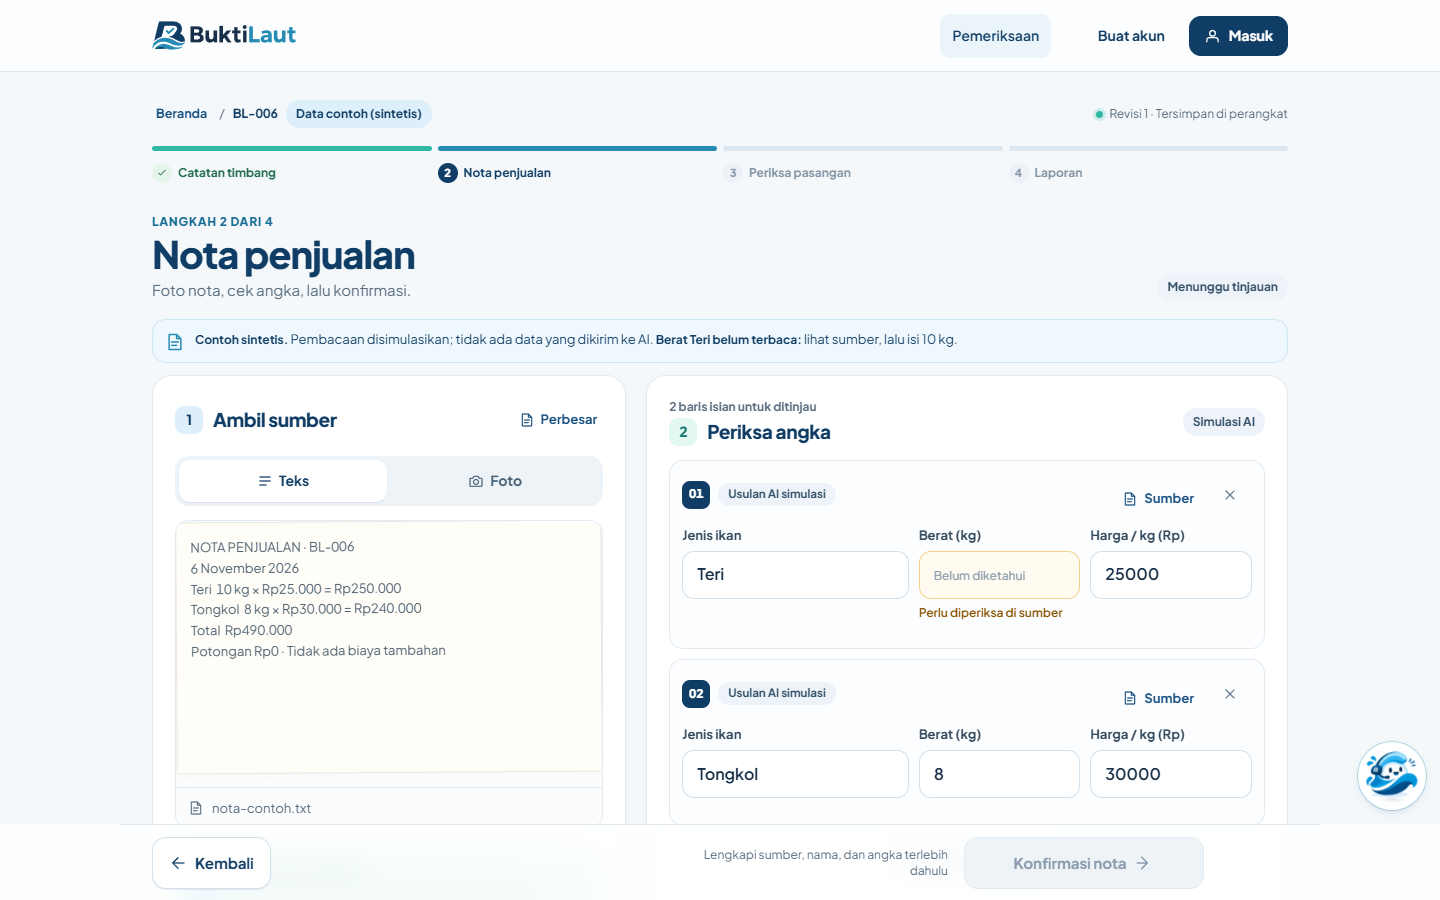 BuktiLaut
Pemeriksaan
Buat akun
Masuk
Beranda / BL-006 Data contoh (sintetis)
Revisi 1 · Tersimpan di perangkat
Catatan timbang
2 Nota penjualan
3 Periksa pasangan
4 Laporan
LANGKAH 2 DARI 4
Nota penjualan
Foto nota, cek angka, lalu konfirmasi.
Menunggu tinjauan
Contoh sintetis. Pembacaan disimulasikan; tidak ada data yang dikirim ke AI. Berat Teri belum terbaca: lihat sumber, lalu isi 10 kg.
1 Ambil sumber
Perbesar
Teks
Foto
NOTA PENJUALAN · BL-006
6 November 2026
Teri 10 kg × Rp25.000 = Rp250.000
Tongkol 8 kg × Rp30.000 = Rp240.000
Total Rp490.000
Potongan Rp0 · Tidak ada biaya tambahan
nota-contoh.txt
2 baris isian untuk ditinjau
2 Periksa angka
Simulasi AI
01 Usulan AI simulasi
Sumber
Jenis ikan
Berat (kg)
Harga / kg (Rp)
Teri
Belum diketahui
25000
Perlu diperiksa di sumber
02 Usulan AI simulasi
Sumber
Jenis ikan
Berat (kg)
Harga / kg (Rp)
Tongkol
8
30000
Kembali
Lengkapi sumber, nama, dan angka terlebih
dahulu
Konfirmasi nota